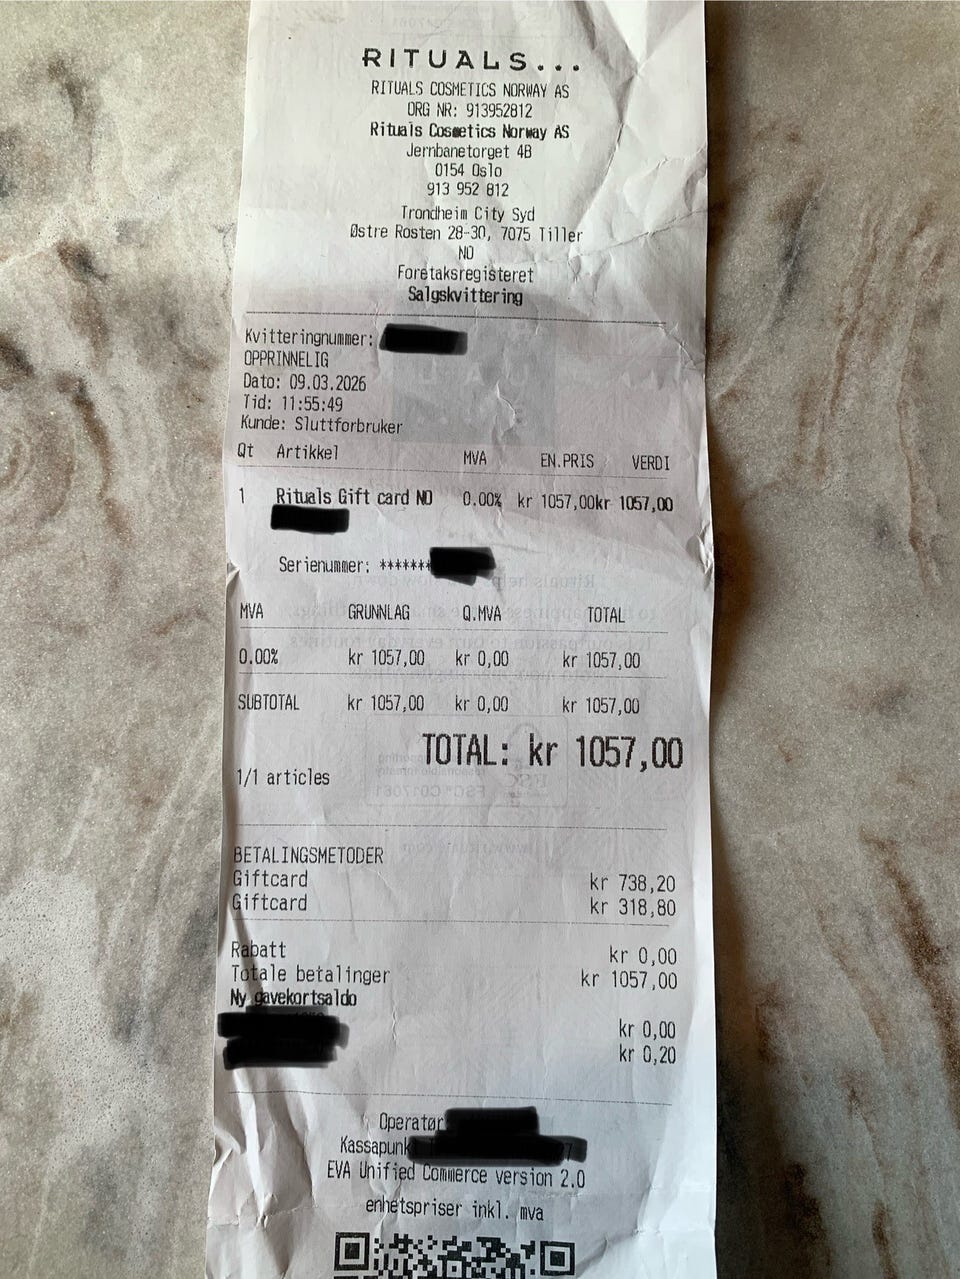 RITUALS...
RITUALS COSMETICS NORWAY AS
ORG NR: 913952812
Rituals Cosmetics Norway AS
Jernbanetorget 4B
0154 Oslo
913 952 812
Trondheim City Syd
Østre Rosten 28-30, 7075 Tiller
NO
Foretaksregisteret
Salgskvittering
Kvitteringnummer:
OPPRINNELIG
Dato: 09.03.2026
Tid: 11:55:49
Kunde: Sluttforbruker
Qt Artikkel MVA EN.PRIS VERDI
1 Rituals Gift card NO 0.00% kr 1057,00 kr 1057,00
Serienummer: *******
MVA GRUNNLAG Q.MVA TOTAL
0.00% kr 1057,00 kr 0,00 kr 1057,00
SUBTOTAL kr 1057,00 kr 0,00 kr 1057,00
TOTAL: kr 1057,00
1/1 articles
BETALINGSMETODER
Giftcard kr 738,20
Giftcard kr 318,80
Rabatt kr 0,00
Totale betalinger kr 1057,00
Ny gavekortsaldo
kr 0,00
kr 0,20
Operatør
Kassapunk
EVA Unified Commerce version 2.0
enhetspriser inkl. mva